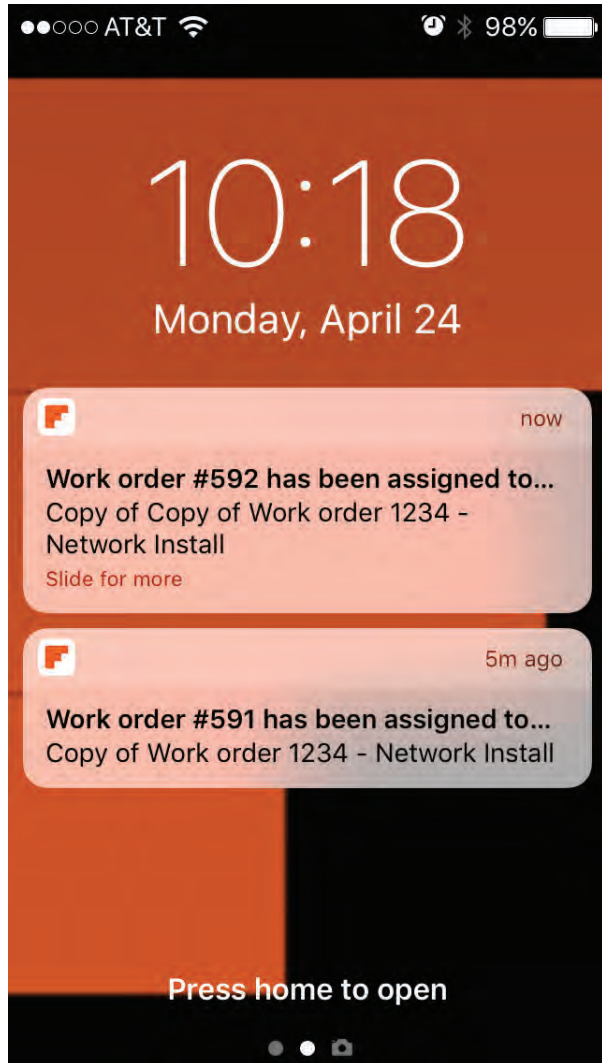 AT&T 98%
10:18
Monday, April 24
now
Work order #592 has been assigned to...
Copy of Copy of Work order 1234 -
Network Install
Slide for more
5m ago
Work order #591 has been assigned to...
Copy of Work order 1234 - Network Install
Press home to open